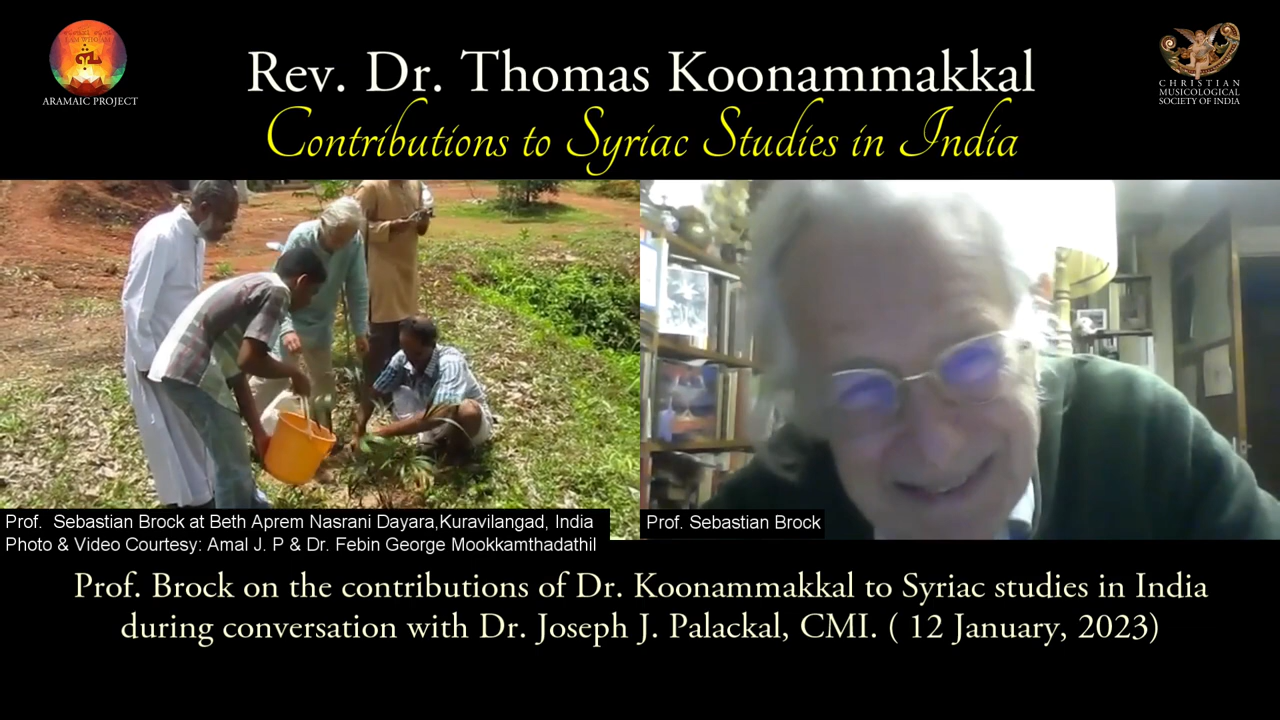 Rev. Dr. Thomas Koonammakkal
Contributions to Syriac Studies in India
ARAMAIC PROJECT
CHRISTIAN
MUSICOLOGICAL
SOCIETY OF INDIA
Prof.  Sebastian Brock at Beth Aprem Nasrani Dayara,Kuravilangad, India
Photo & Video Courtesy: Amal J. P & Dr. Febin George Mookkamthadathil
Prof. Sebastian Brock
Prof. Brock on the contributions of Dr. Koonammakkal to Syriac studies in India
during conversation with Dr. Joseph J. Palackal, CMI. ( 12 January, 2023)